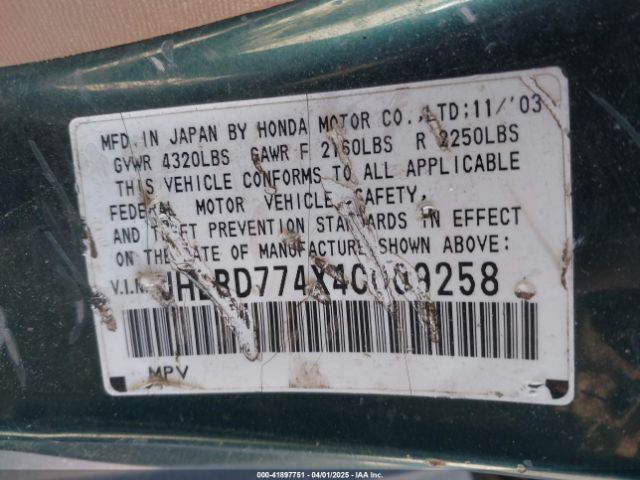 MFD. IN JAPAN BY HONDA MOTOR CO., LTD; 11/'03
GVWR 4320LBS GAWR F 2160LBS R 2250LBS
THIS VEHICLE CONFORMS TO ALL APPLICABLE
FEDERAL MOTOR VEHICLE SAFETY,
AND THEFT PREVENTION STANDARDS IN EFFECT
ON THE DATE OF MANUFACTURE SHOWN ABOVE:
V.I.N.
MPV
000-41897751 - 04/01/2025 - IAA Inc.